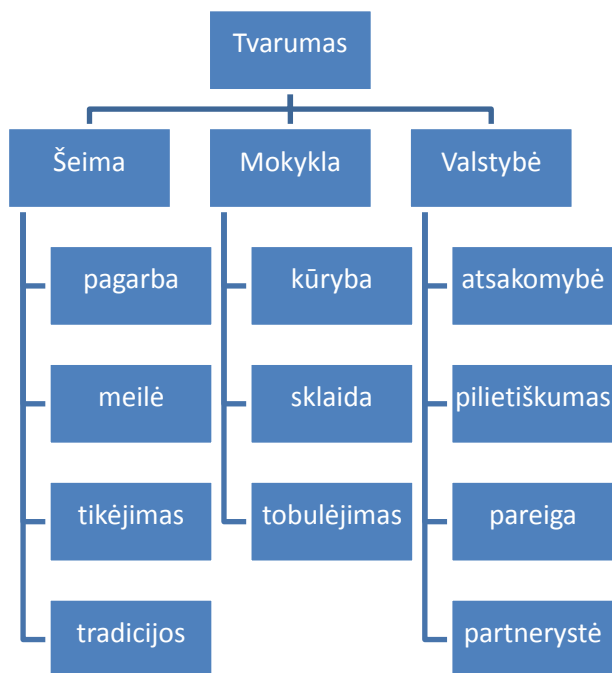 Tvarumas
Šeima
Mokykla
Valstybė
pagarba
kūryba
atsakomybė
meilė
sklaida
pilietiškumas
tikėjimas
tobulėjimas
pareiga
tradicijos
partnerystė